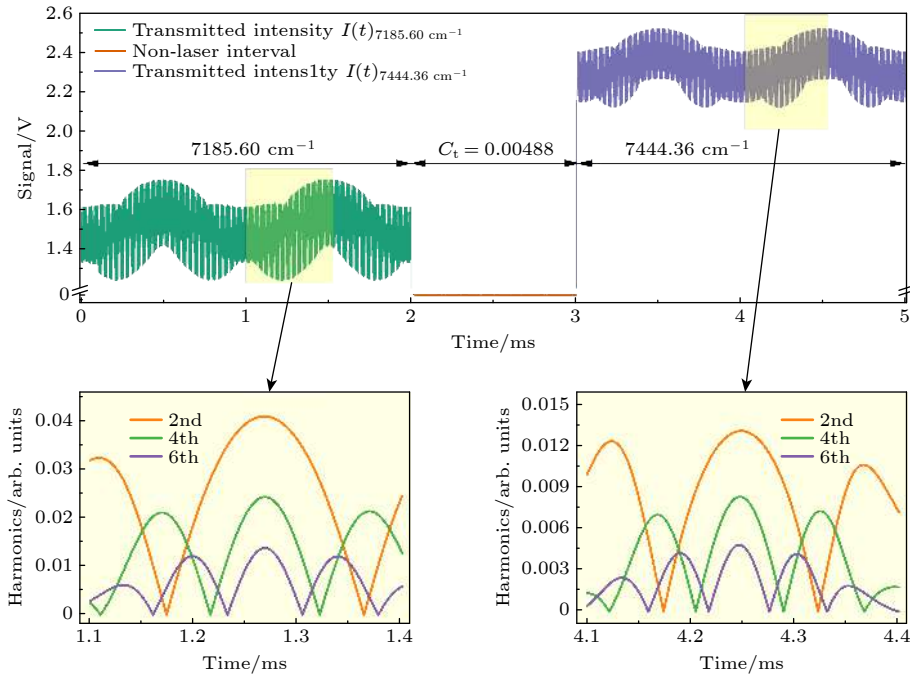 Transmitted intensity I(t)7185.60 cm−1
Non-laser interval
Transmitted intens1ty I(t)7444.36 cm−1
Signal/V
2.6
2.4
2.2
2.0
1.8
1.6
1.4
0
7185.60 cm−1
Ct = 0.00488
7444.36 cm−1
0 1 2 3 4 5
Time/ms
Harmonics/arb. units
0.04
0.03
0.02
0.01
0
2nd
4th
6th
1.1 1.2 1.3 1.4
Time/ms
Harmonics/arb. units
0.015
0.012
0.009
0.006
0.003
0
2nd
4th
6th
4.1 4.2 4.3 4.4
Time/ms